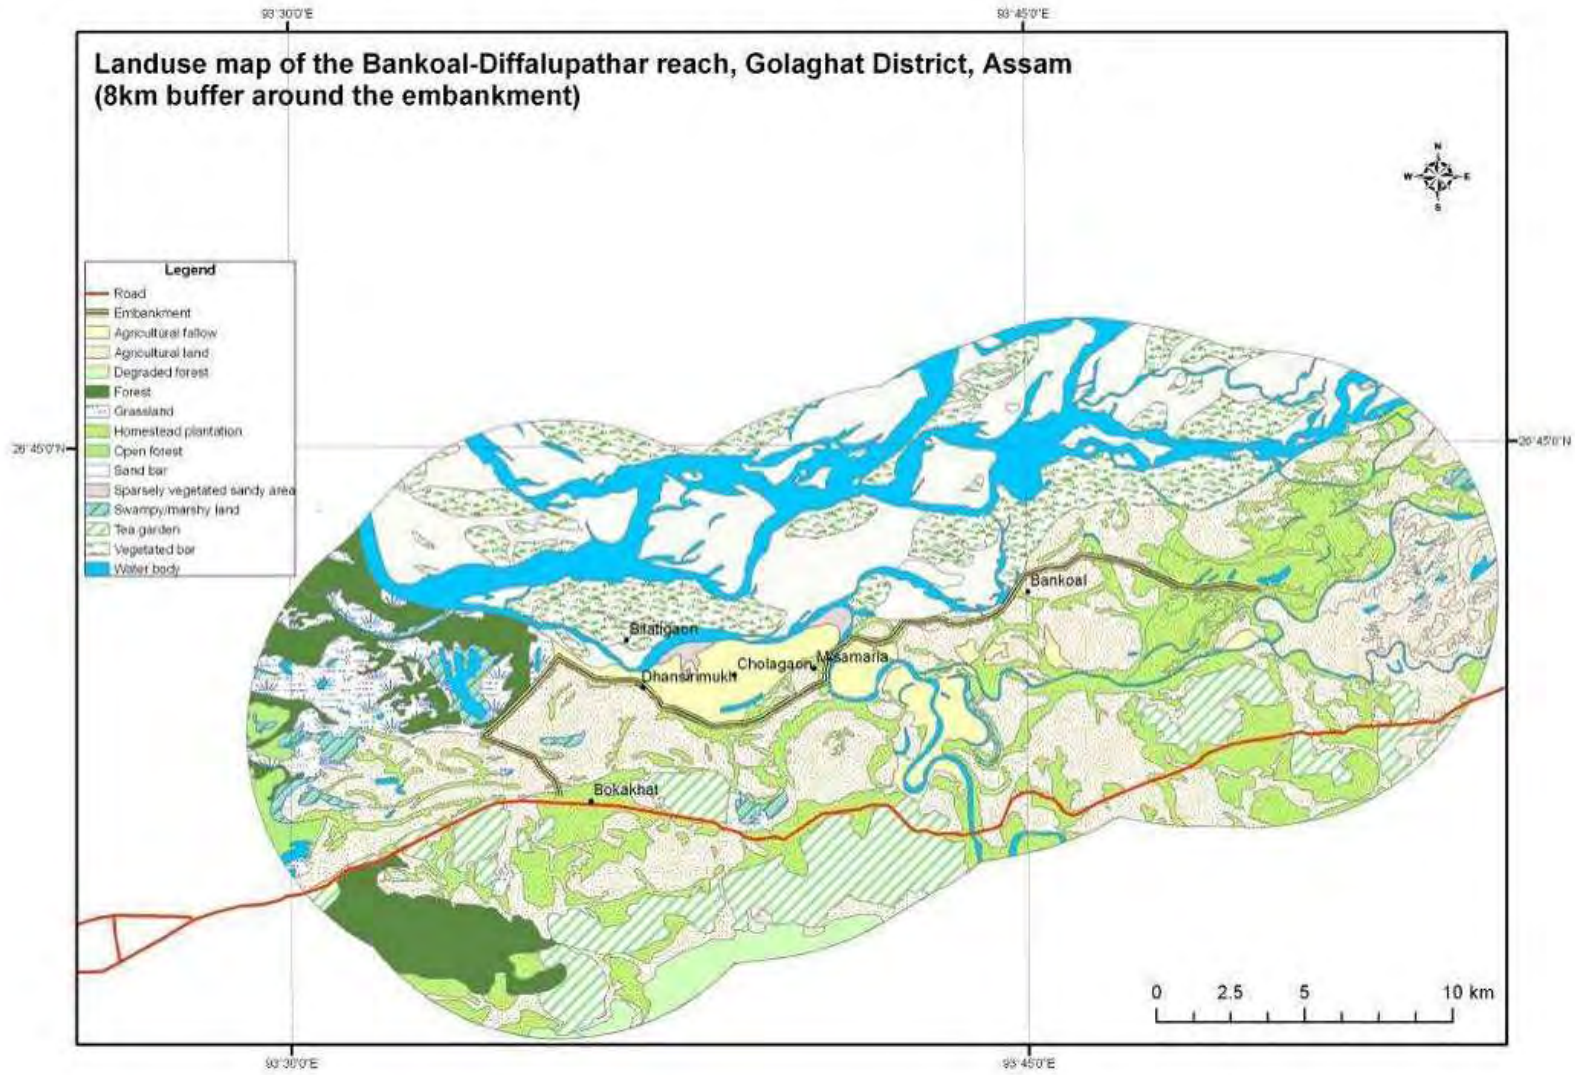 93°30'0"E
93°45'0"E
Landuse map of the Bankoal-Diffalupathar reach, Golaghat District, Assam
(8km buffer around the embankment)
N
W E
S
Legend
Road
Embankment
Agricultural fallow
Agricultural land
Degraded forest
Forest
Grassland
Homestead plantation
Open forest
Sand bar
Sparsely vegetated sandy area
Swampy/marshy land
Tea garden
Vegetated bar
Water body
26°45'0"N
26°45'0"N
Bankoal
Bilatigaon
Misamaria
Cholagaon
Dhansirimukh
Bokakhat
0 2.5 5 10 km
93°30'0"E
93°45'0"E